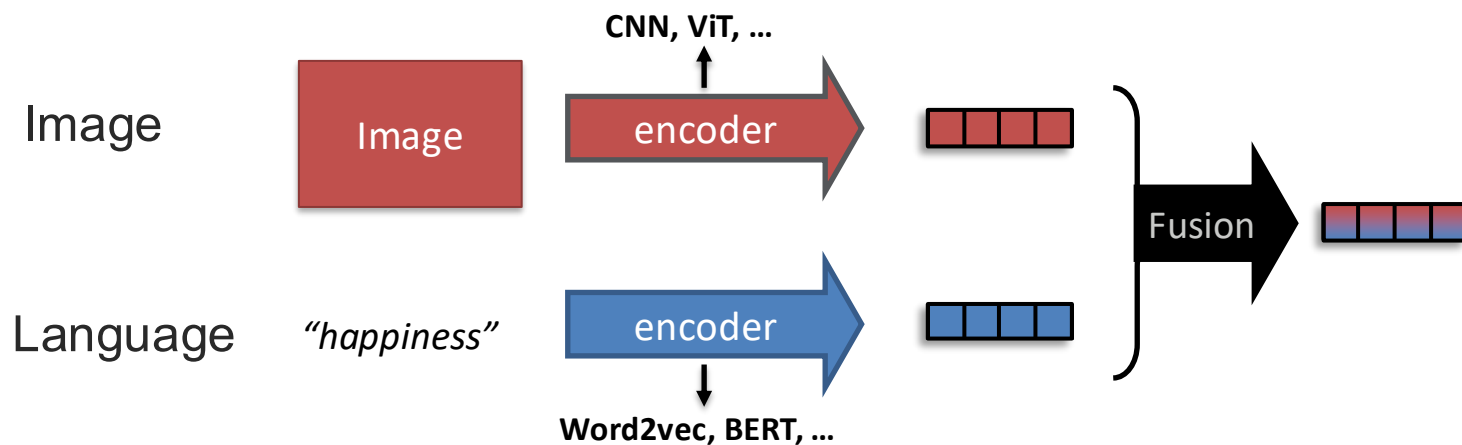 CNN, ViT, …
Image
Image
encoder
Fusion
Language
“happiness”
encoder
Word2vec, BERT, …